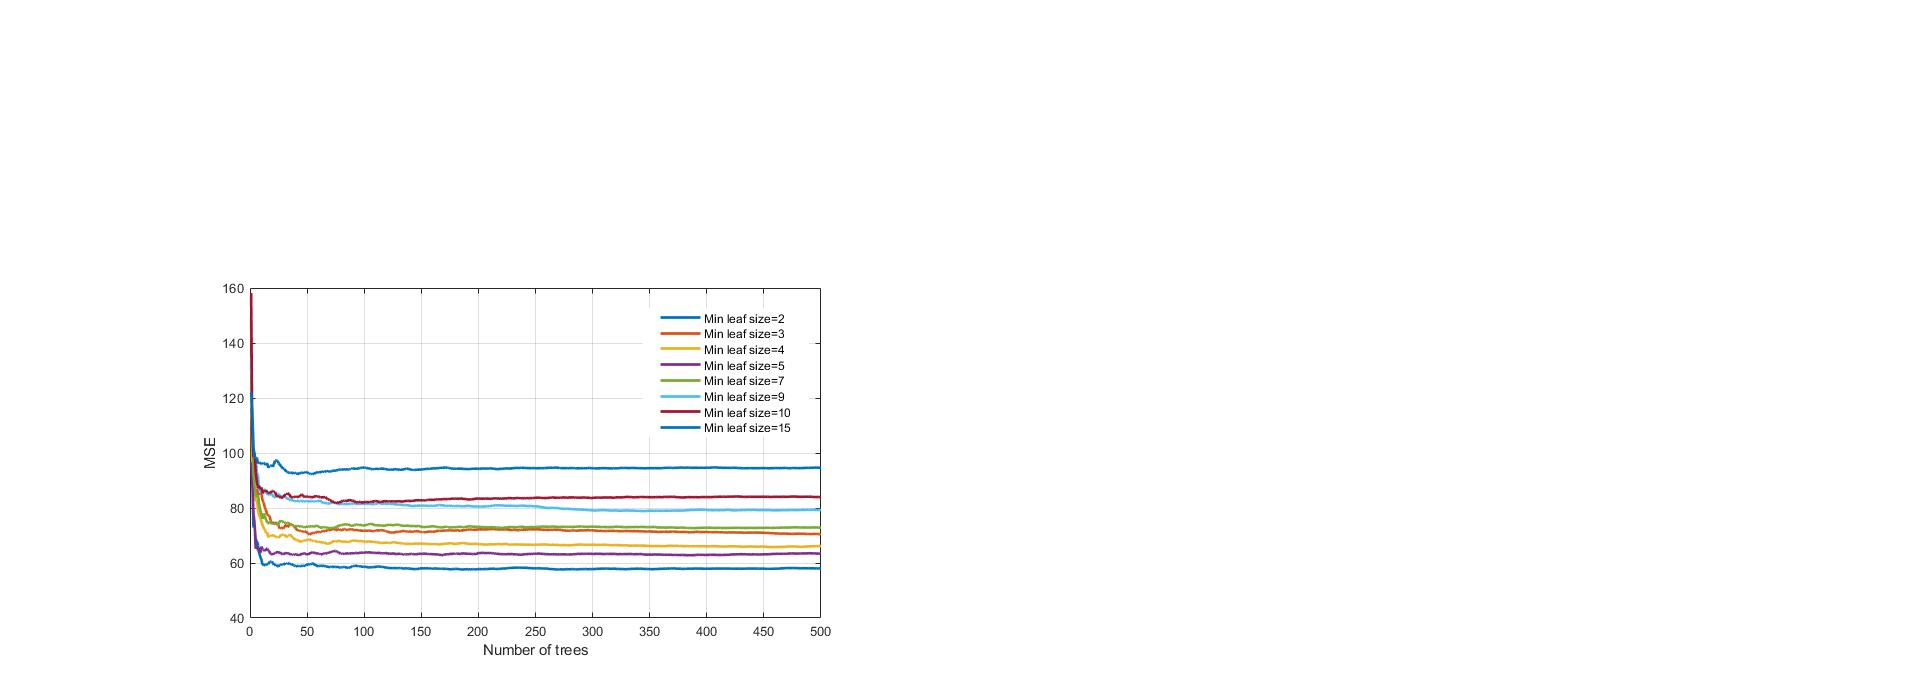 160
140
120
100
80
60
40
MSE
Min leaf size=2
Min leaf size=3
Min leaf size=4
Min leaf size=5
Min leaf size=7
Min leaf size=9
Min leaf size=10
Min leaf size=15
0 50 100 150 200 250 300 350 400 450 500
Number of trees